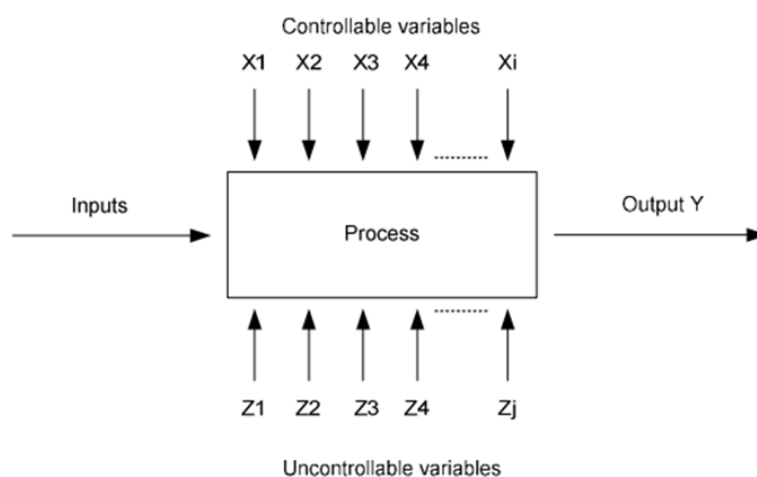 Controllable variables
X1 X2 X3 X4 Xi
Inputs
Process
Output Y
Z1 Z2 Z3 Z4 Zj
Uncontrollable variables